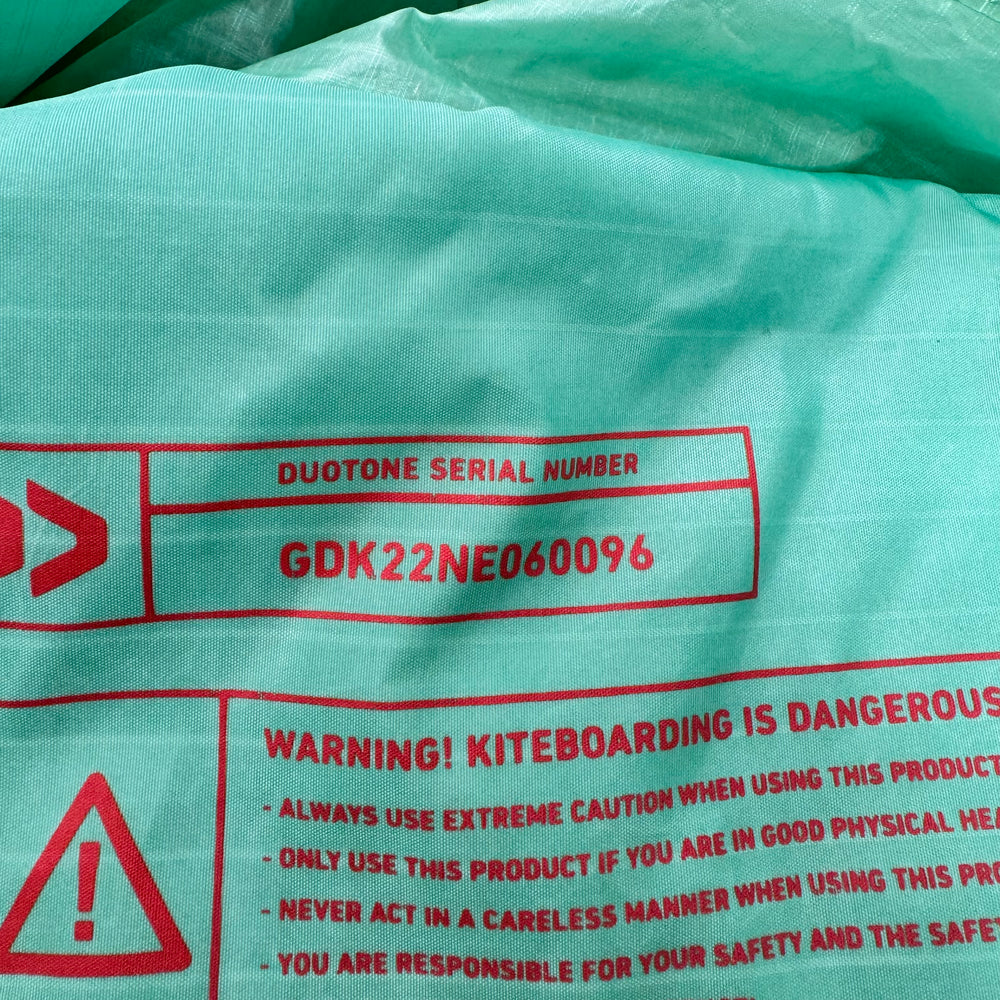 DUOTONE SERIAL NUMBER
GDK22NE060096
WARNING! KITEBOARDING IS DANGEROUS
- ALWAYS USE EXTREME CAUTION WHEN USING THIS PRODUCT
- ONLY USE THIS PRODUCT IF YOU ARE IN GOOD PHYSICAL
- NEVER ACT IN A CARELESS MANNER WHEN USING THIS
- YOU ARE RESPONSIBLE FOR YOUR SAFETY AND THE